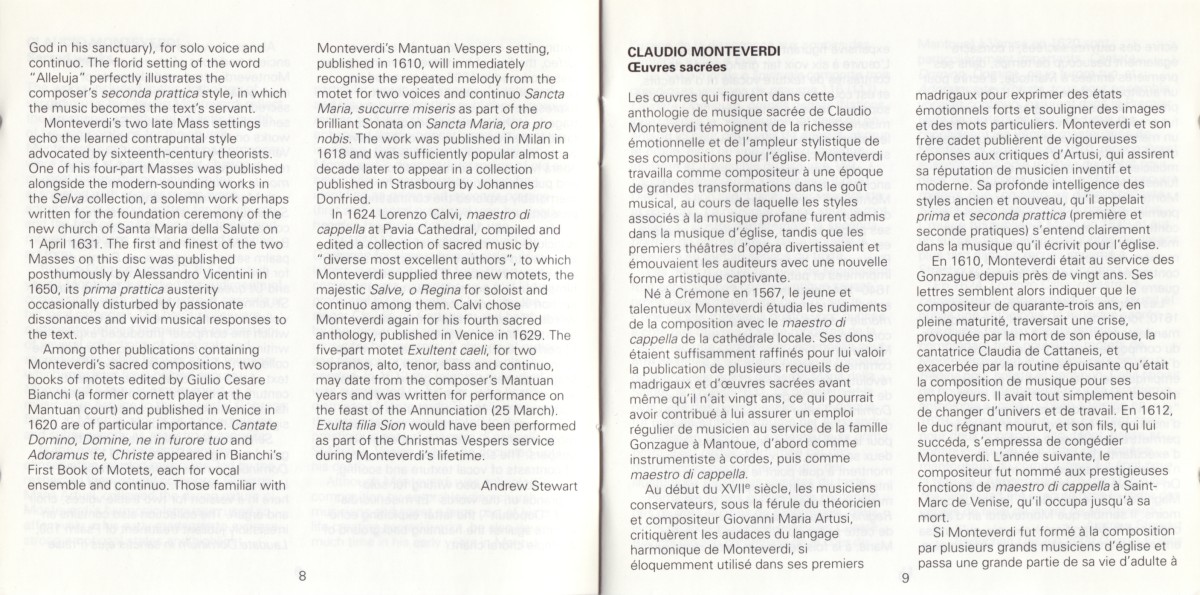 God in his sanctuary), for solo voice and
continuo. The florid setting of the word
“Alleluja” perfectly illustrates the
composer’s seconda prattica style, in which
the music becomes the text’s servant.
Monteverdi’s two late Mass settings
echo the learned contrapuntal style
advocated by sixteenth-century theorists.
One of his four-part Masses was published
alongside the modern-sounding works in
the Selva collection, a solemn work perhaps
written for the foundation ceremony of the
new church of Santa Maria della Salute on
1 April 1631. The first and finest of the two
Masses on this disc was published
posthumously by Alessandro Vicentini in
1650, its prima prattica austerity
occasionally disturbed by passionate
dissonances and vivid musical responses to
the text.
Among other publications containing
Monteverdi’s sacred compositions, two
books of motets edited by Giulio Cesare
Bianchi (a former cornett player at the
Mantuan court) and published in Venice in
1620 are of particular importance. Cantate
Domino, Domine, ne in furore tuo and
Adoramus te, Christe appeared in Bianchi’s
First Book of Motets, each for vocal
ensemble and continuo. Those familiar with
Monteverdi’s Mantuan Vespers setting,
published in 1610, will immediately
recognise the repeated melody from the
motet for two voices and continuo Sancta
Maria, succurre miseris as part of the
brilliant Sonata on Sancta Maria, ora pro
nobis. The work was published in Milan in
1618 and was sufficiently popular almost a
decade later to appear in a collection
published in Strasbourg by Johannes
Donfried.
In 1624 Lorenzo Calvi, maestro di
cappella at Pavia Cathedral, compiled and
edited a collection of sacred music by
“diverse most excellent authors”, to which
Monteverdi supplied three new motets, the
majestic Salve, o Regina for soloist and
continuo among them. Calvi chose
Monteverdi again for his fourth sacred
anthology, published in Venice in 1629. The
five-part motet Exultent caeli, for two
sopranos, alto, tenor, bass and continuo,
may date from the composer’s Mantuan
years and was written for performance on
the feast of the Annunciation (25 March).
Exulta filia Sion would have been performed
as part of the Christmas Vespers service
during Monteverdi’s lifetime.
Andrew Stewart
8
CLAUDIO MONTEVERDI
Œuvres sacrées
Les œuvres qui figurent dans cette
anthologie de musique sacrée de Claudio
Monteverdi témoignent de la richesse
émotionnelle et de l’ampleur stylistique de
ses compositions pour l’église. Monteverdi
travailla comme compositeur à une époque
de grandes transformations dans le goût
musical, au cours de laquelle les styles
associés à la musique profane furent admis
dans la musique d’église, tandis que les
premiers théâtres d’opéra divertissaient et
émouvaient les auditeurs avec une nouvelle
forme artistique captivante.
Né à Crémone en 1567, le jeune et
talentueux Monteverdi étudia les rudiments
de la composition avec le maestro di
cappella de la cathédrale locale. Ses dons
étaient suffisamment raffinés pour lui valoir
la publication de plusieurs recueils de
madrigaux et d’œuvres sacrées avant
même qu’il n’ait vingt ans, ce qui pourrait
avoir contribué à lui assurer un emploi
régulier de musicien au service de la famille
Gonzague à Mantoue, d’abord comme
instrumentiste à cordes, puis comme
maestro di cappella.
Au début du XVIIe siècle, les musiciens
conservateurs, sous la férule du théoricien
et compositeur Giovanni Maria Artusi,
critiquèrent les audaces du langage
harmonique de Monteverdi, si
éloquemment utilisé dans ses premiers
madrigaux pour exprimer des états
émotionnels forts et souligner des images
et des mots particuliers. Monteverdi et son
frère cadet publièrent de vigoureuses
réponses aux critiques d’Artusi, qui assirent
sa réputation de musicien inventif et
moderne. Sa profonde intelligence des
styles ancien et nouveau, qu’il appelait
prima et seconda prattica (première et
seconde pratiques) s’entend clairement
dans la musique qu’il écrivit pour l’église.
En 1610, Monteverdi était au service des
Gonzague depuis près de vingt ans. Ses
lettres semblent alors indiquer que le
compositeur de quarante-trois ans, en
pleine maturité, traversait une crise,
provoquée par la mort de son épouse, la
cantatrice Claudia de Cattaneis, et
exacerbée par la routine épuisante qu’était
la composition de musique pour ses
employeurs. Il avait tout simplement besoin
de changer d’univers et de travail. En 1612,
le duc régnant mourut, et son fils, qui lui
succéda, s’empressa de congédier
Monteverdi. L’année suivante, le
compositeur fut nommé aux prestigieuses
fonctions de maestro di cappella à Saint-
Marc de Venise, qu’il occupa jusqu’à sa
mort.
Si Monteverdi fut formé à la composition
par plusieurs grands musiciens d’église et
passa une grande partie de sa vie d’adulte à
9